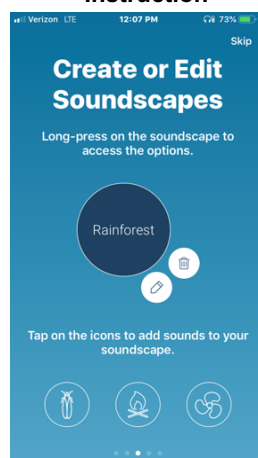 Verizon LTE 12:07 PM 73%
Skip
Create or Edit
Soundscapes
Long-press on the soundscape to
access the options.
Rainforest
Tap on the icons to add sounds to your
soundscape.